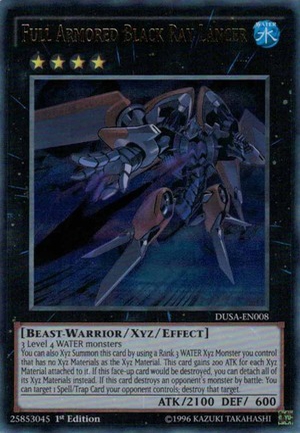 FULL ARMORED BLACK RAY LANCER
WATER
水
DUSA-EN008
[BEAST-WARRIOR/XYZ/EFFECT]
3 Level 4 WATER monsters
You can also Xyz Summon this card by using a Rank 3 WATER Xyz Monster you control
that has no Xyz Materials as the Xyz Material. This card gains 200 ATK for each Xyz
Material attached to it. If this face-up card would be destroyed, you can detach all of
its Xyz Materials instead. If this card destroys an opponent's monster by battle: You can
target 1 Spell/Trap Card your opponent controls; destroy that target.
ATK/2100 DEF/ 600
25853045 1st Edition ©1996 KAZUKI TAKAHASHI